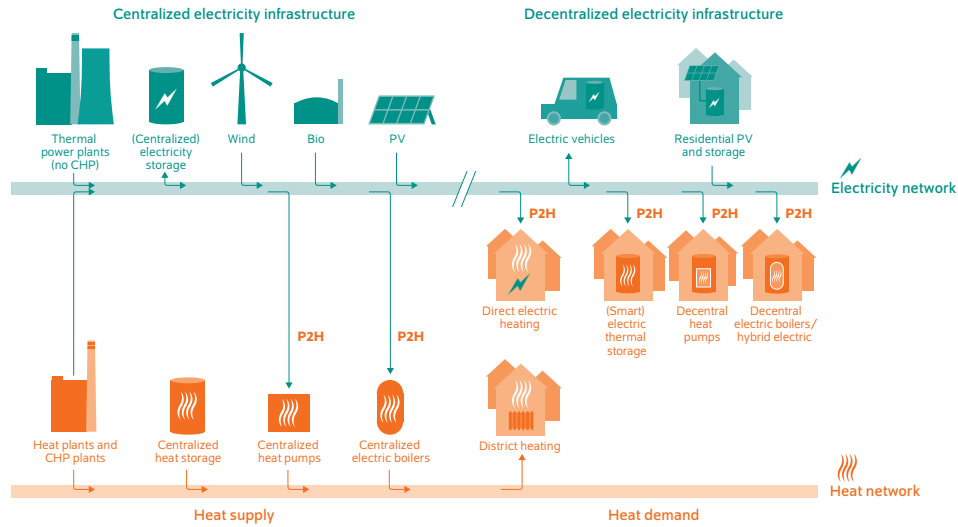 Centralized electricity infrastructure
Decentralized electricity infrastructure
Thermal
power plants
(no CHP)
(Centralized)
electricity
storage
Wind
Bio
PV
Electric vehicles
Residential PV
and storage
Electricity network
P2H
P2H
P2H
P2H
Direct electric
heating
(Smart)
electric
thermal
storage
Decentral
heat
pumps
Decentral
electric boilers/
hybrid electric
P2H
P2H
Heat plants and
CHP plants
Centralized
heat storage
Centralized
heat pumps
Centralized
electric boilers
District heating
Heat network
Heat supply
Heat demand